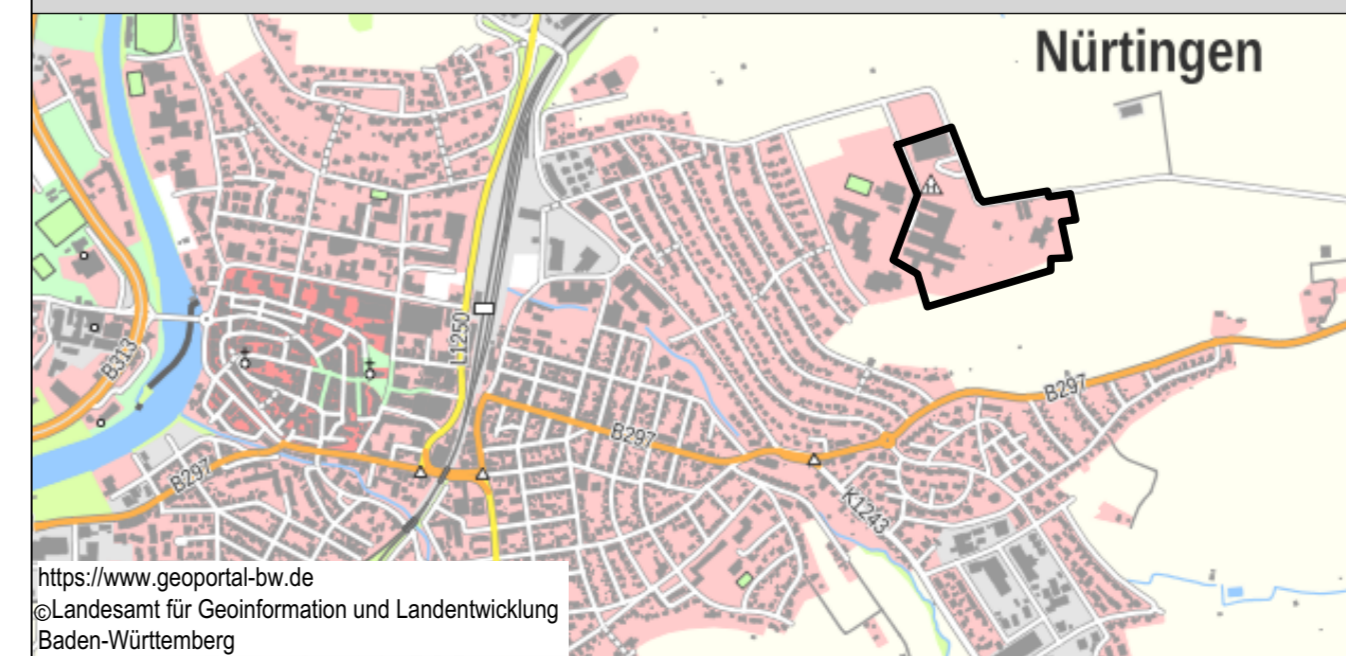 Nürtingen
B313
L1250
B297
B297
B297
K1243
https://www.geoportal-bw.de
©Landesamt für Geoinformation und Landentwicklung
Baden-Württemberg